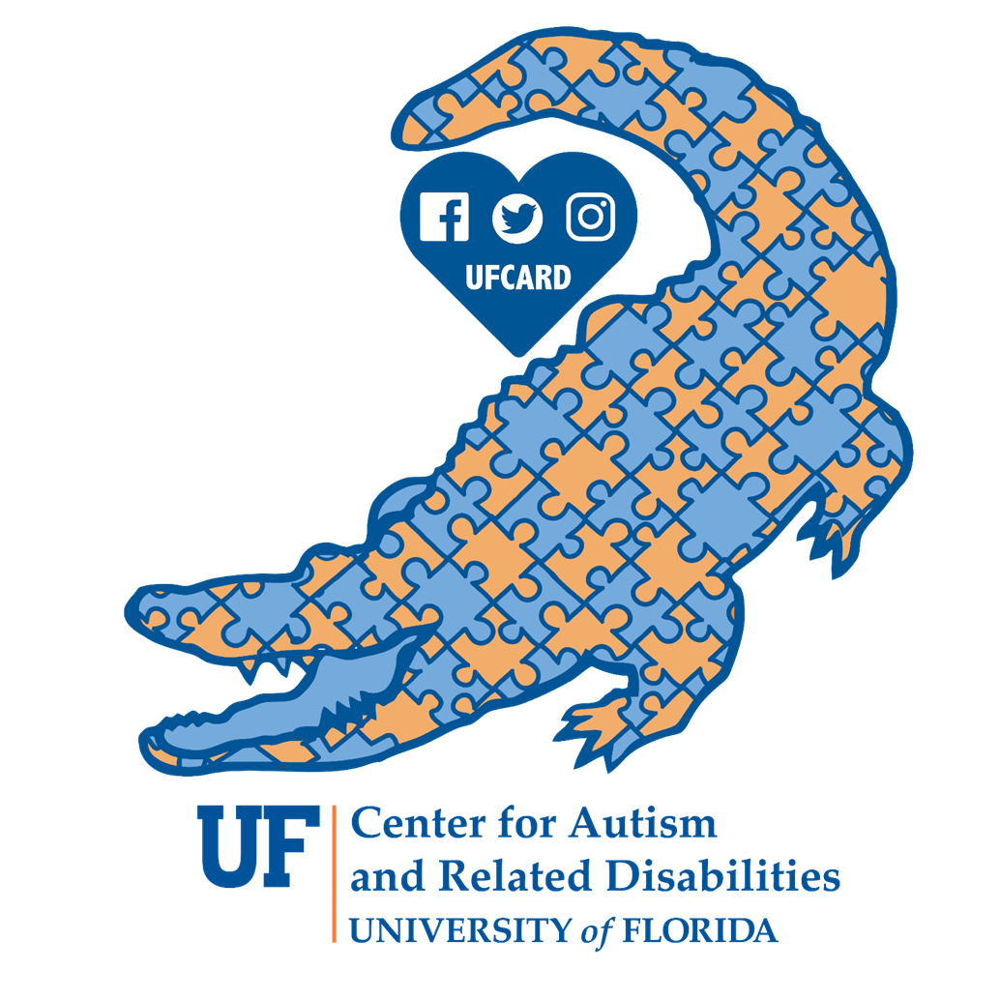 UFCARD
UF
Center for Autism
and Related Disabilities
UNIVERSITY of FLORIDA